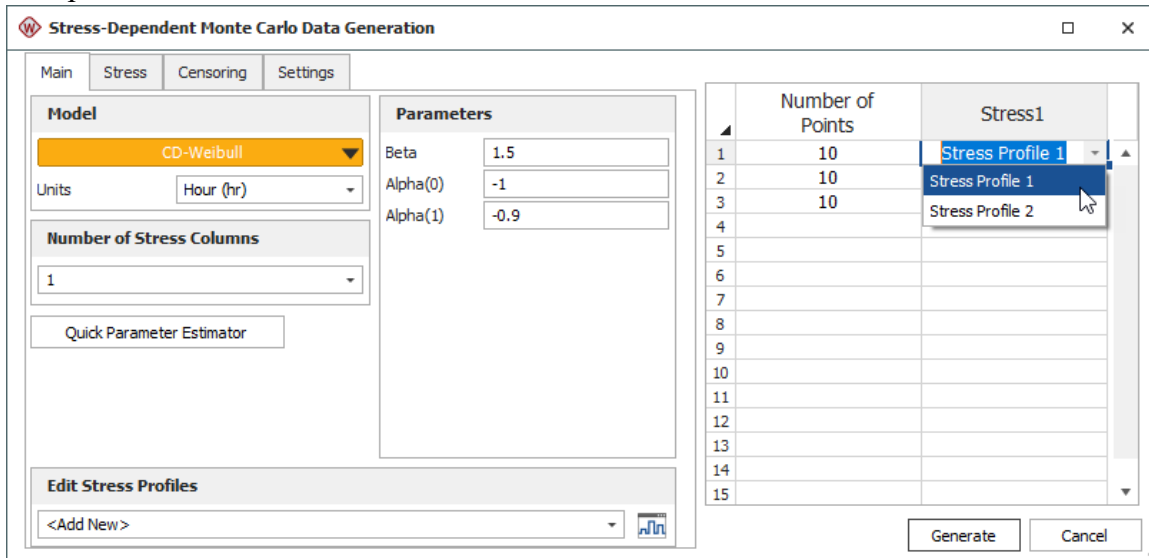 Stress-Dependent Monte Carlo Data Generation
Main Stress Censoring Settings
Model
CD-Weibull
Units Hour (hr)
Number of Stress Columns
1
Quick Parameter Estimator
Parameters
Beta 1.5
Alpha(0) -1
Alpha(1) -0.9
Edit Stress Profiles
<Add New>
Number of Points Stress1
1 10 Stress Profile 1
2 10 Stress Profile 1
3 10 Stress Profile 2
4
5
6
7
8
9
10
11
12
13
14
15
Generate Cancel